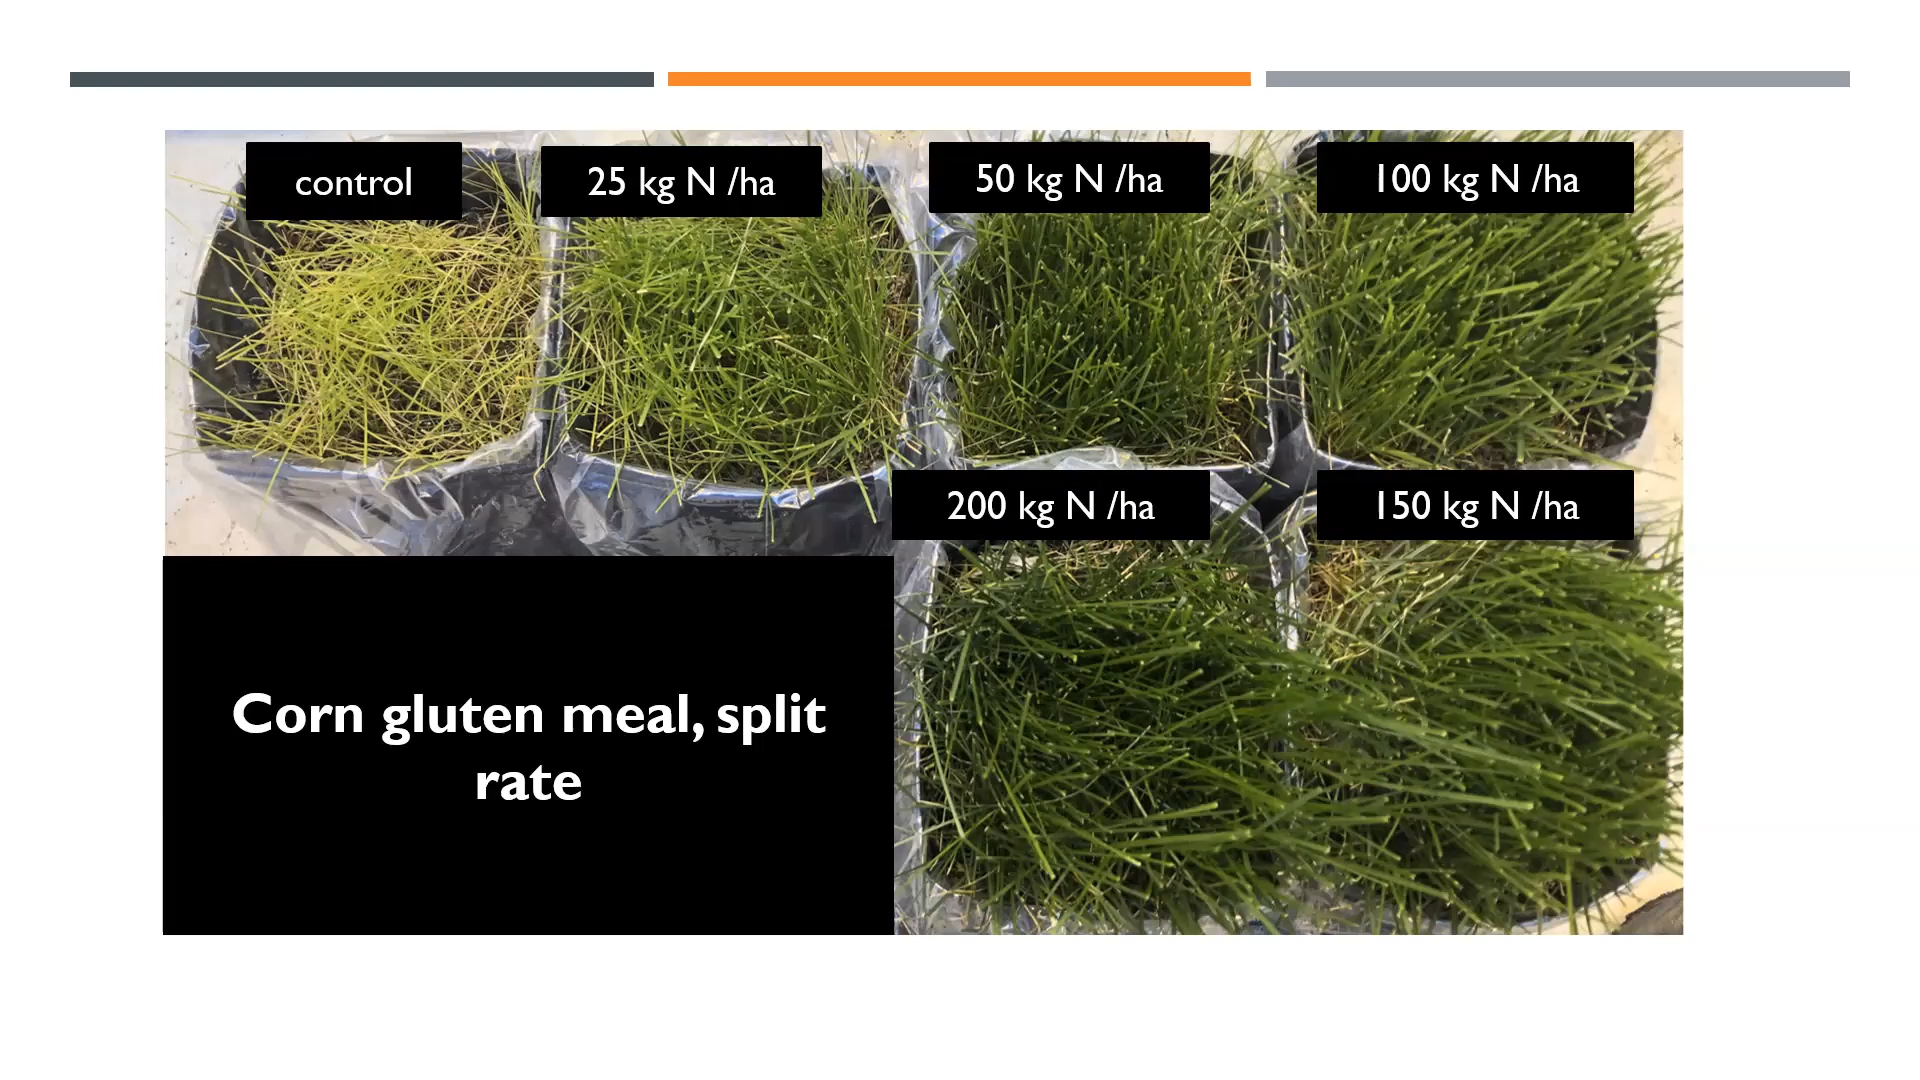 control
25 kg N /ha
50 kg N /ha
100 kg N /ha
200 kg N /ha
150 kg N /ha
Corn gluten meal, split
rate